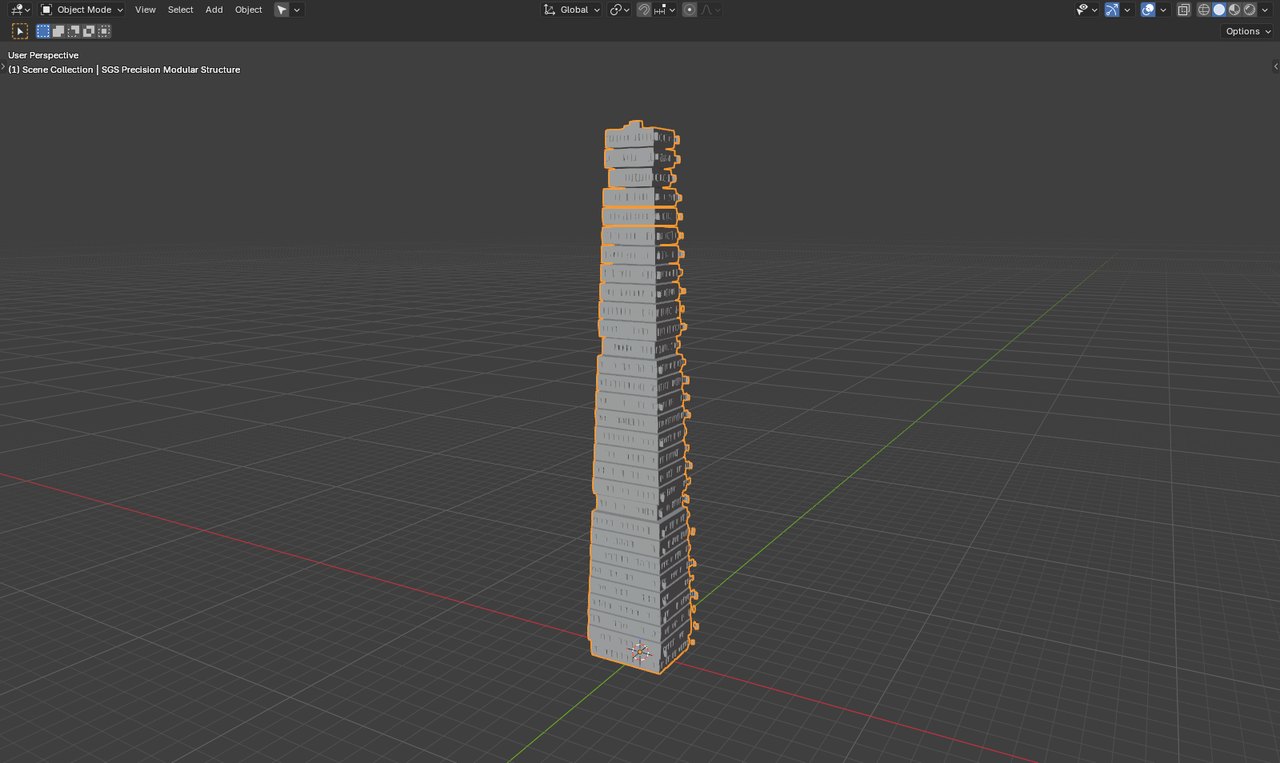 Object Mode View Select Add Object Global
Options
User Perspective
(1) Scene Collection | SGS Precision Modular Structure